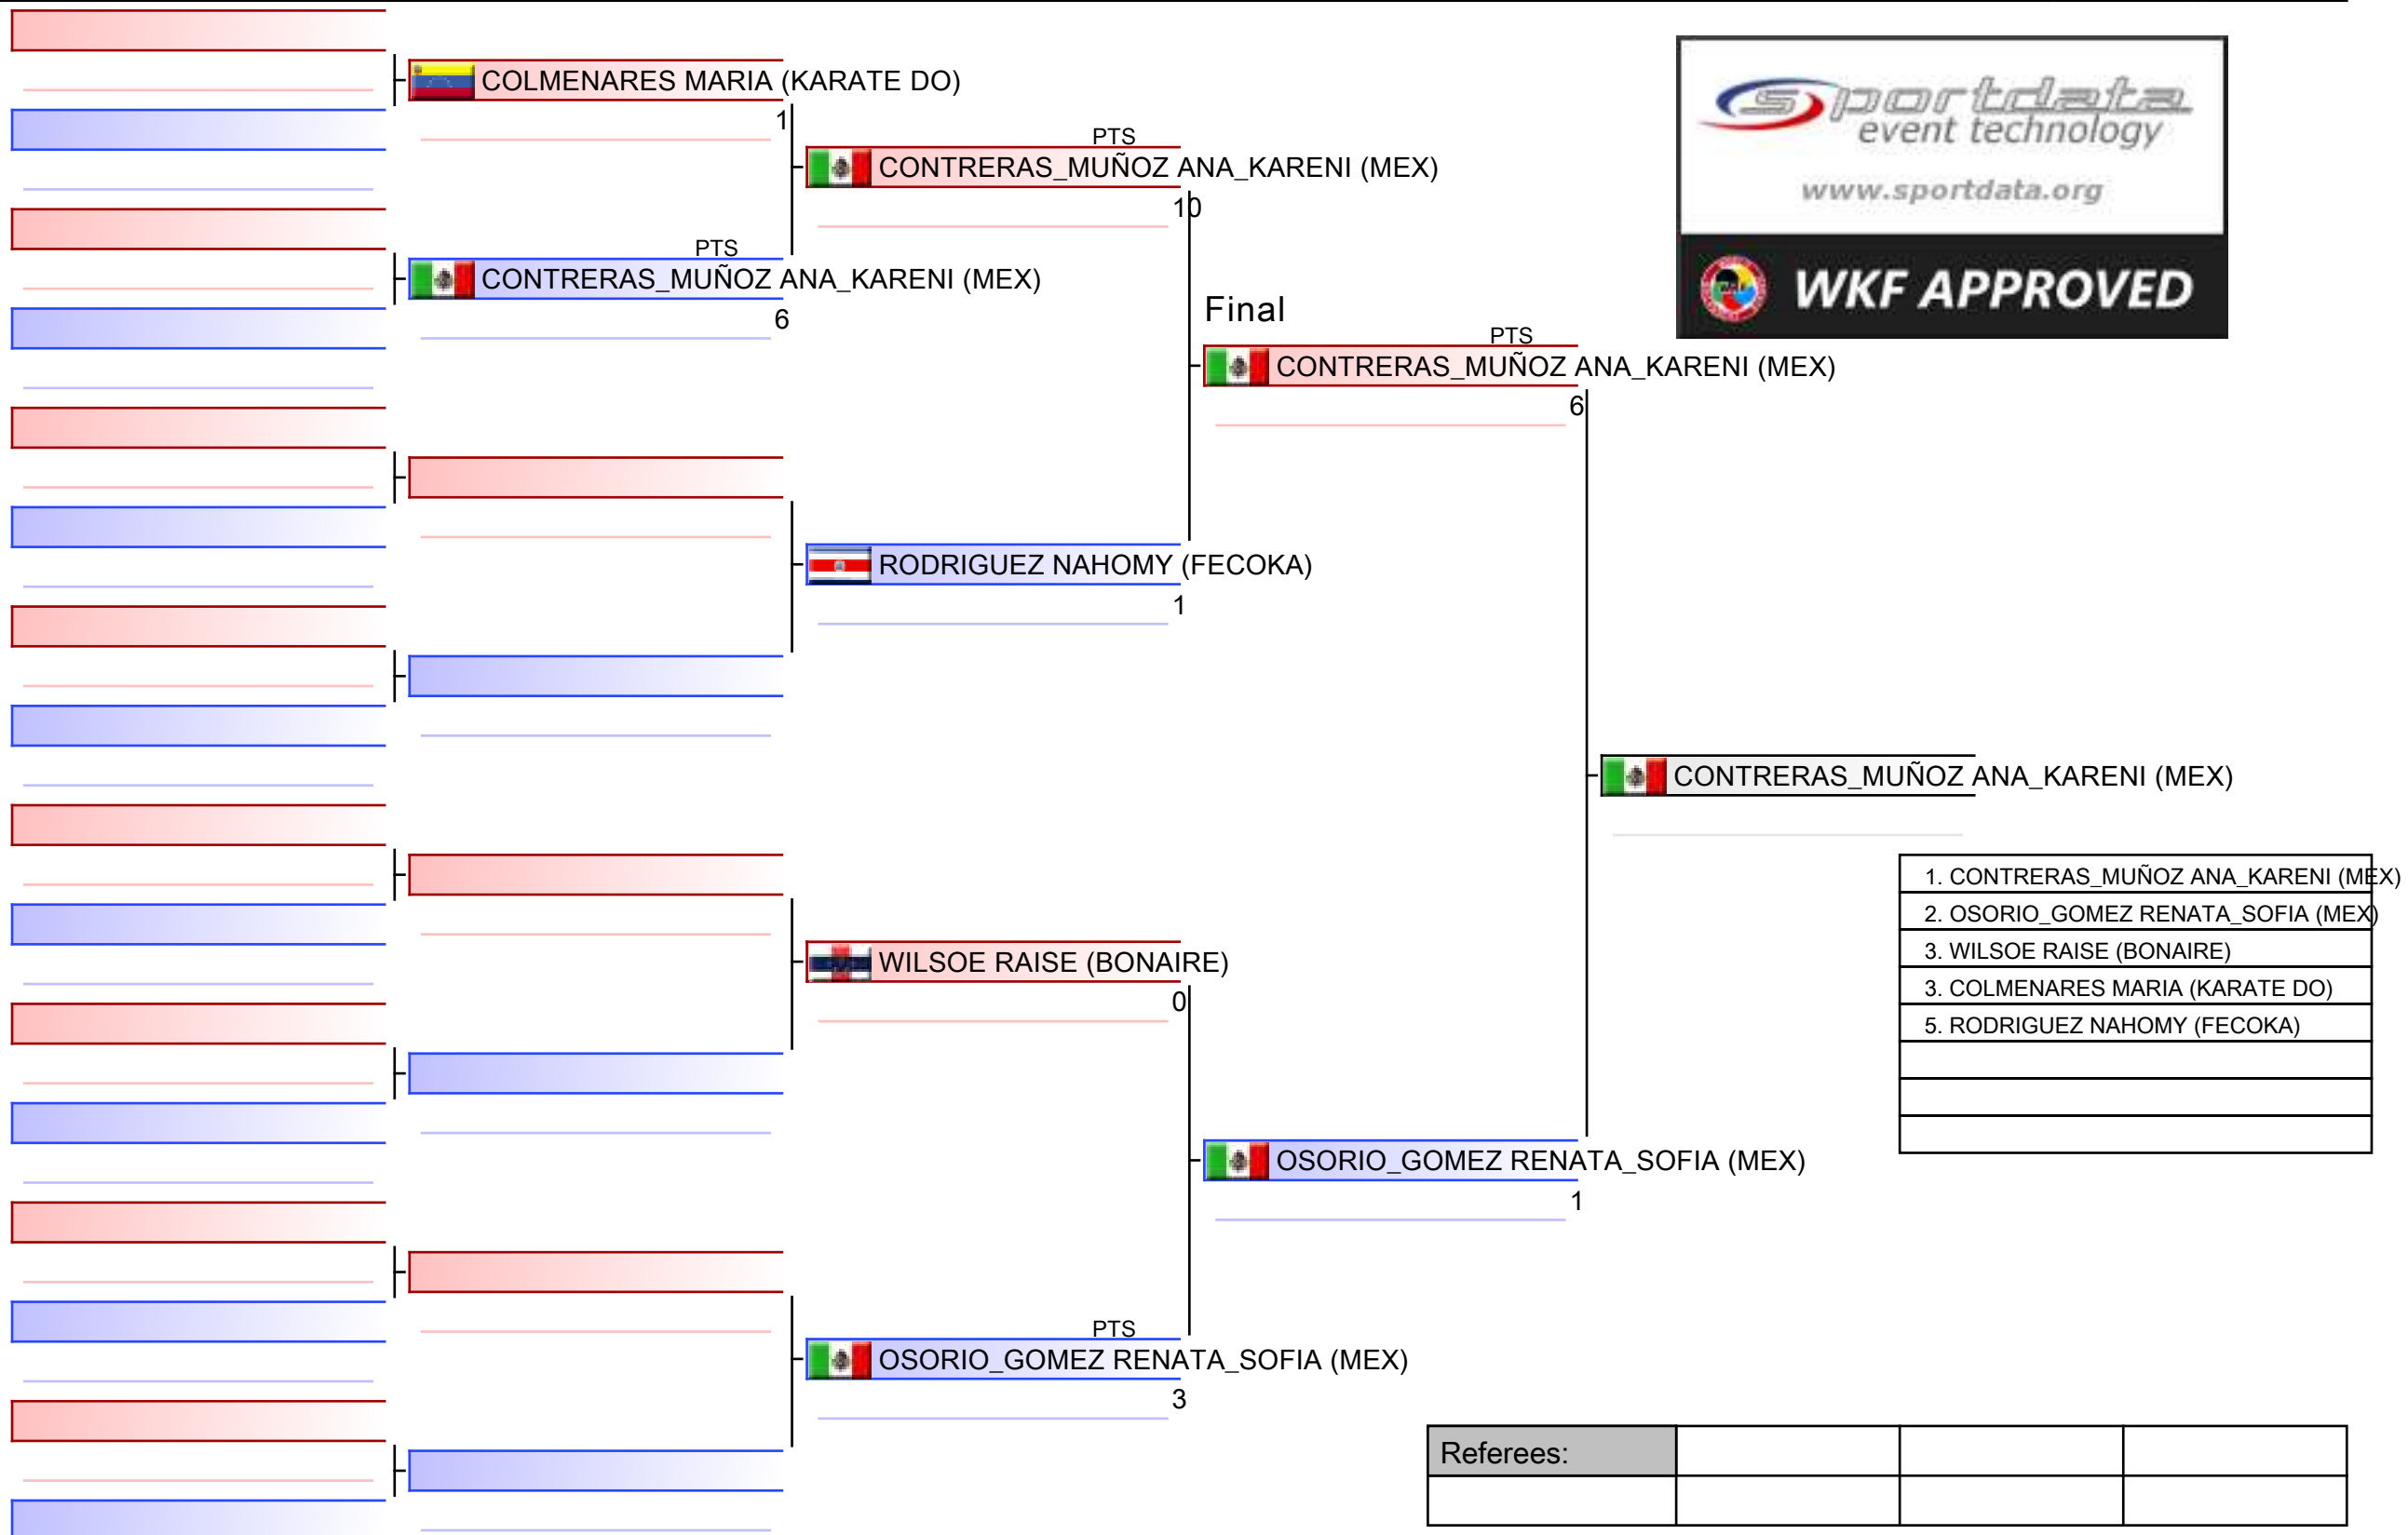 COLMENARES MARIA (KARATE DO)
1
PTS
CONTRERAS_MUÑOZ ANA_KARENI (MEX)
6
PTS
CONTRERAS_MUÑOZ ANA_KARENI (MEX)
10
RODRIGUEZ NAHOMY (FECOKA)
1
WILSOE RAISE (BONAIRE)
0
PTS
OSORIO_GOMEZ RENATA_SOFIA (MEX)
3
Final
PTS
CONTRERAS_MUÑOZ ANA_KARENI (MEX)
6
OSORIO_GOMEZ RENATA_SOFIA (MEX)
1
sportdata
event technology
www.sportdata.org
WKF APPROVED
CONTRERAS_MUÑOZ ANA_KARENI (MEX)
1. CONTRERAS_MUÑOZ ANA_KARENI (MEX)
2. OSORIO_GOMEZ RENATA_SOFIA (MEX)
3. WILSOE RAISE (BONAIRE)
3. COLMENARES MARIA (KARATE DO)
5. RODRIGUEZ NAHOMY (FECOKA)
Referees: